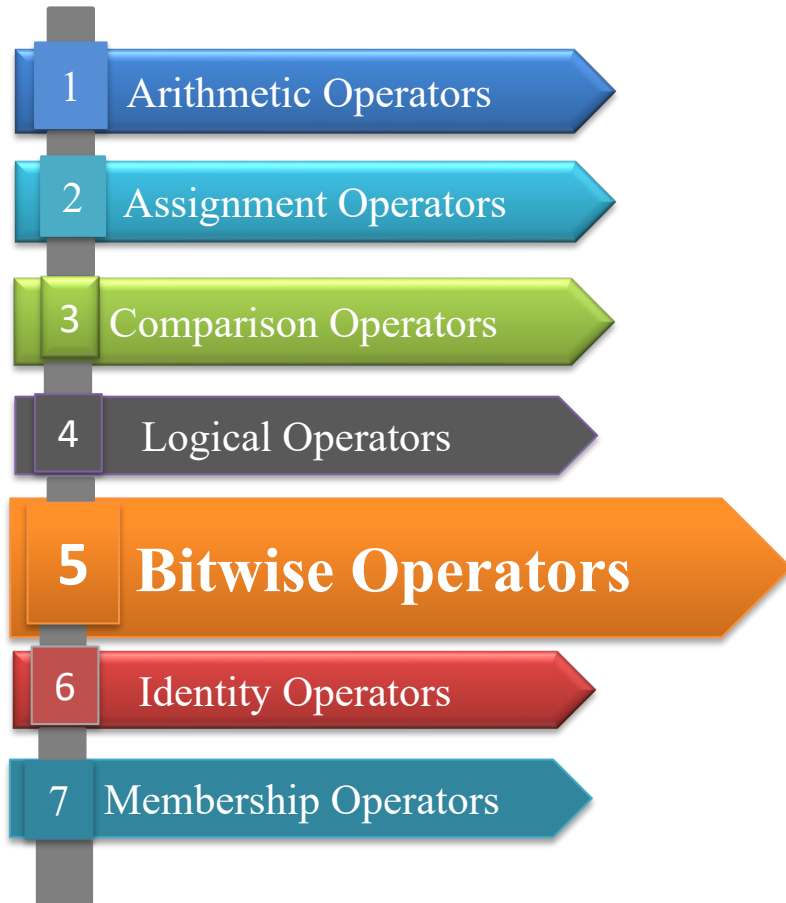 1 Arithmetic Operators
2 Assignment Operators
3 Comparison Operators
4 Logical Operators
5 Bitwise Operators
6 Identity Operators
7 Membership Operators